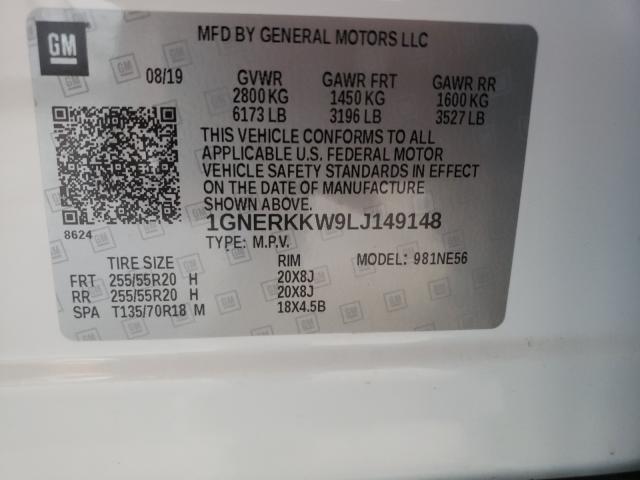 GM
MFD BY GENERAL MOTORS LLC
08/19 GVWR GAWR FRT GAWR RR
2800 KG 1450 KG 1600 KG
6173 LB 3196 LB 3527 LB
THIS VEHICLE CONFORMS TO ALL
APPLICABLE U.S. FEDERAL MOTOR
VEHICLE SAFETY STANDARDS IN EFFECT
ON THE DATE OF MANUFACTURE
SHOWN ABOVE.
8624
1GNERKKW9LJ149148
TYPE: M.P.V.
TIRE SIZE RIM MODEL: 981NE56
FRT 255/55R20 H 20X8J
RR 255/55R20 H 20X8J
SPA T135/70R18 M 18X4.5B